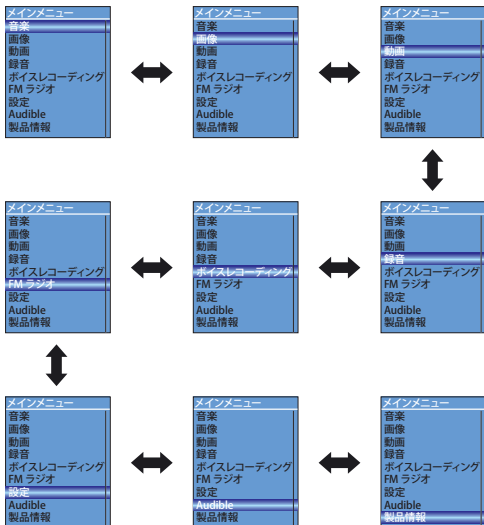 メインメニュー
音楽
画像
動画
録音
ボイスレコーディング
FM ラジオ
設定
Audible
製品情報
メインメニュー
音楽
画像
動画
録音
ボイスレコーディング
FM ラジオ
設定
Audible
製品情報
メインメニュー
音楽
画像
動画
録音
ボイスレコーディング
FM ラジオ
設定
Audible
製品情報
メインメニュー
音楽
画像
動画
録音
ボイスレコーディング
FM ラジオ
設定
Audible
製品情報
メインメニュー
音楽
画像
動画
録音
ボイスレコーディング
FM ラジオ
設定
Audible
製品情報
メインメニュー
音楽
画像
動画
録音
ボイスレコーディング
FM ラジオ
設定
Audible
製品情報
メインメニュー
音楽
画像
動画
録音
ボイスレコーディング
FM ラジオ
設定
Audible
製品情報
メインメニュー
音楽
画像
動画
録音
ボイスレコーディング
FM ラジオ
設定
Audible
製品情報
メインメニュー
音楽
画像
動画
録音
ボイスレコーディング
FM ラジオ
設定
Audible
製品情報